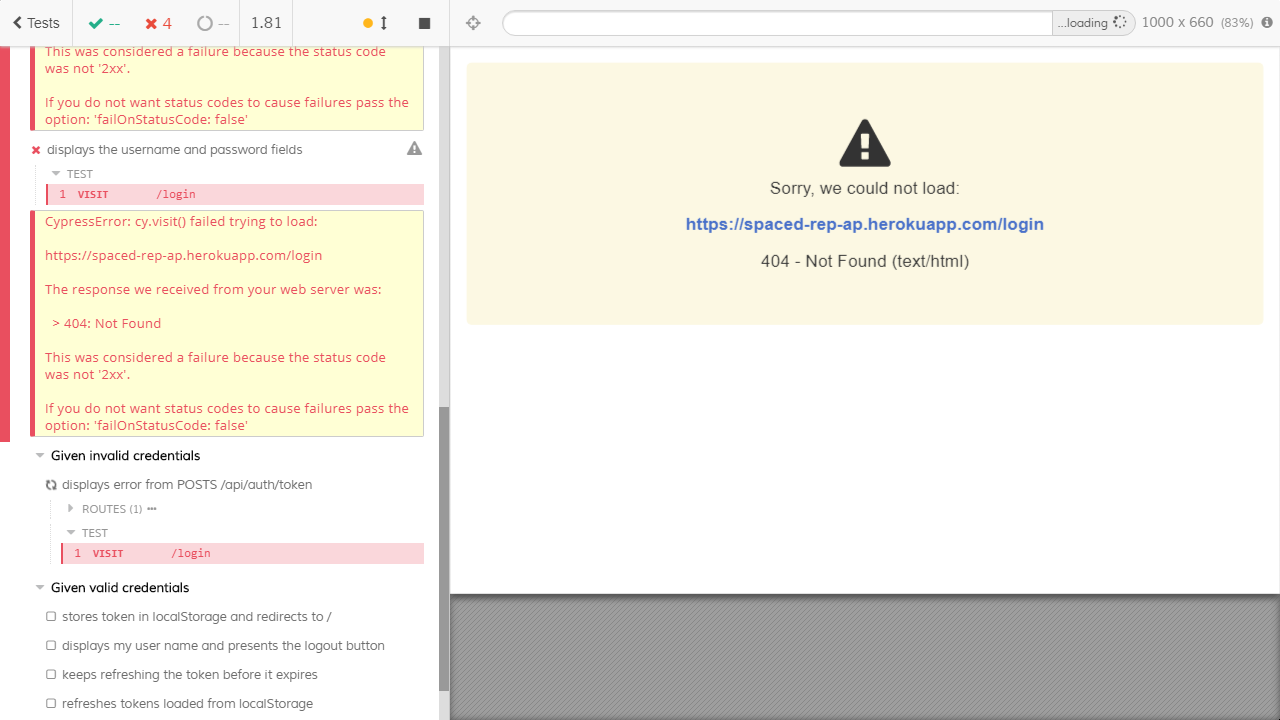 Tests
--
4
--
1.81
...loading
1000 x 660 (83%)
This was considered a failure because the status code
was not '2xx'.
If you do not want status codes to cause failures pass the
option: 'failOnStatusCode: false'
displays the username and password fields
TEST
1 VISIT /login
CypressError: cy.visit() failed trying to load:
https://spaced-rep-ap.herokuapp.com/login
The response we received from your web server was:
> 404: Not Found
This was considered a failure because the status code
was not '2xx'.
If you do not want status codes to cause failures pass the
option: 'failOnStatusCode: false'
Given invalid credentials
displays error from POSTS /api/auth/token
ROUTES (1)
TEST
1 VISIT /login
Given valid credentials
stores token in localStorage and redirects to /
displays my user name and presents the logout button
keeps refreshing the token before it expires
refreshes tokens loaded from localStorage
Sorry, we could not load:
https://spaced-rep-ap.herokuapp.com/login
404 - Not Found (text/html)